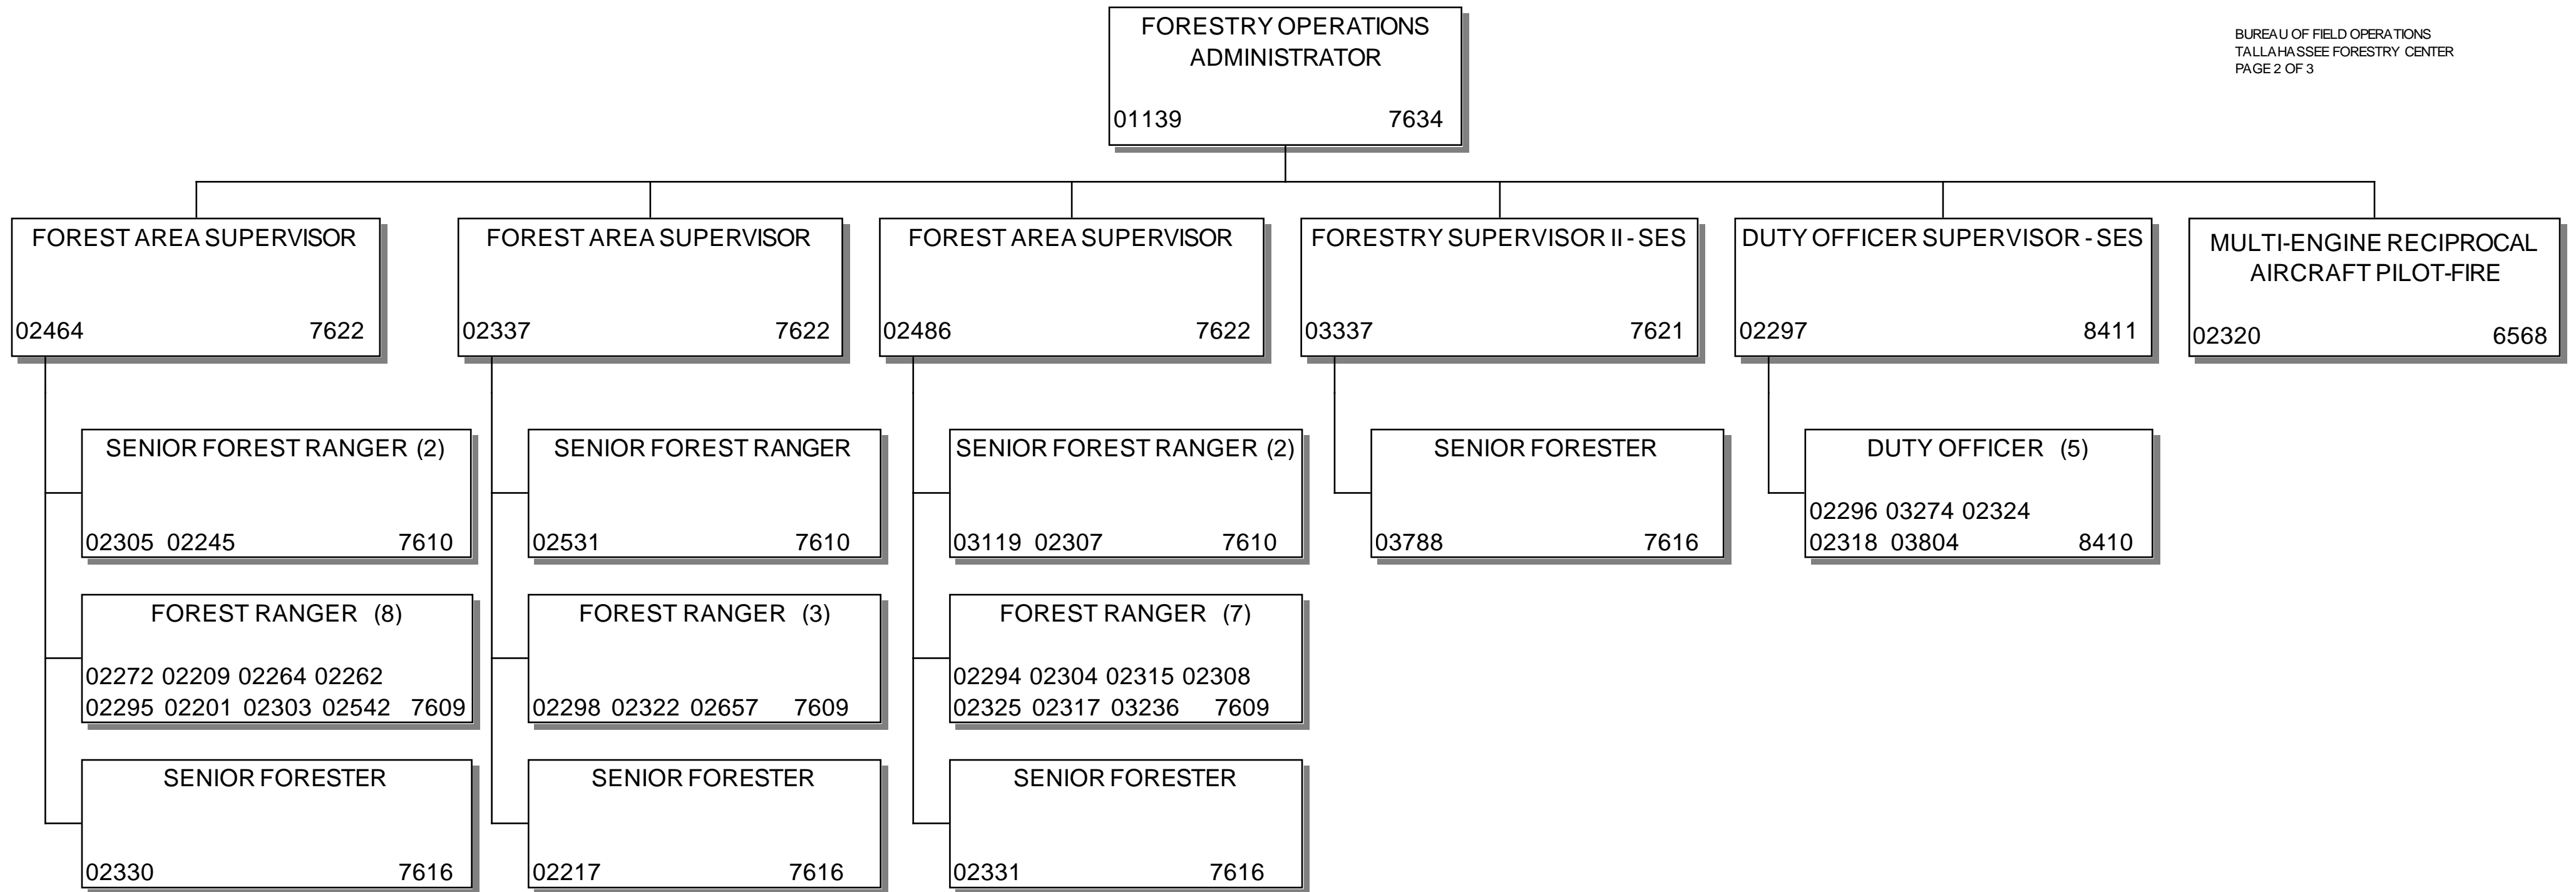 FORESTRY OPERATIONS
ADMINISTRATOR
01139 7634
BUREAU OF FIELD OPERATIONS
TALLAHASSEE FORESTRY CENTER
PAGE 2 OF 3
FOREST AREA SUPERVISOR
02464 7622
FOREST AREA SUPERVISOR
02337 7622
FOREST AREA SUPERVISOR
02486 7622
FORESTRY SUPERVISOR II - SES
03337 7621
DUTY OFFICER SUPERVISOR - SES
02297 8411
MULTI-ENGINE RECIPROCAL
AIRCRAFT PILOT-FIRE
02320 6568
SENIOR FOREST RANGER (2)
02305 02245 7610
SENIOR FOREST RANGER
02531 7610
SENIOR FOREST RANGER (2)
03119 02307 7610
SENIOR FORESTER
03788 7616
DUTY OFFICER (5)
02296 03274 02324
02318 03804 8410
FOREST RANGER (8)
02272 02209 02264 02262
02295 02201 02303 02542 7609
FOREST RANGER (3)
02298 02322 02657 7609
FOREST RANGER (7)
02294 02304 02315 02308
02325 02317 03236 7609
SENIOR FORESTER
02330 7616
SENIOR FORESTER
02217 7616
SENIOR FORESTER
02331 7616